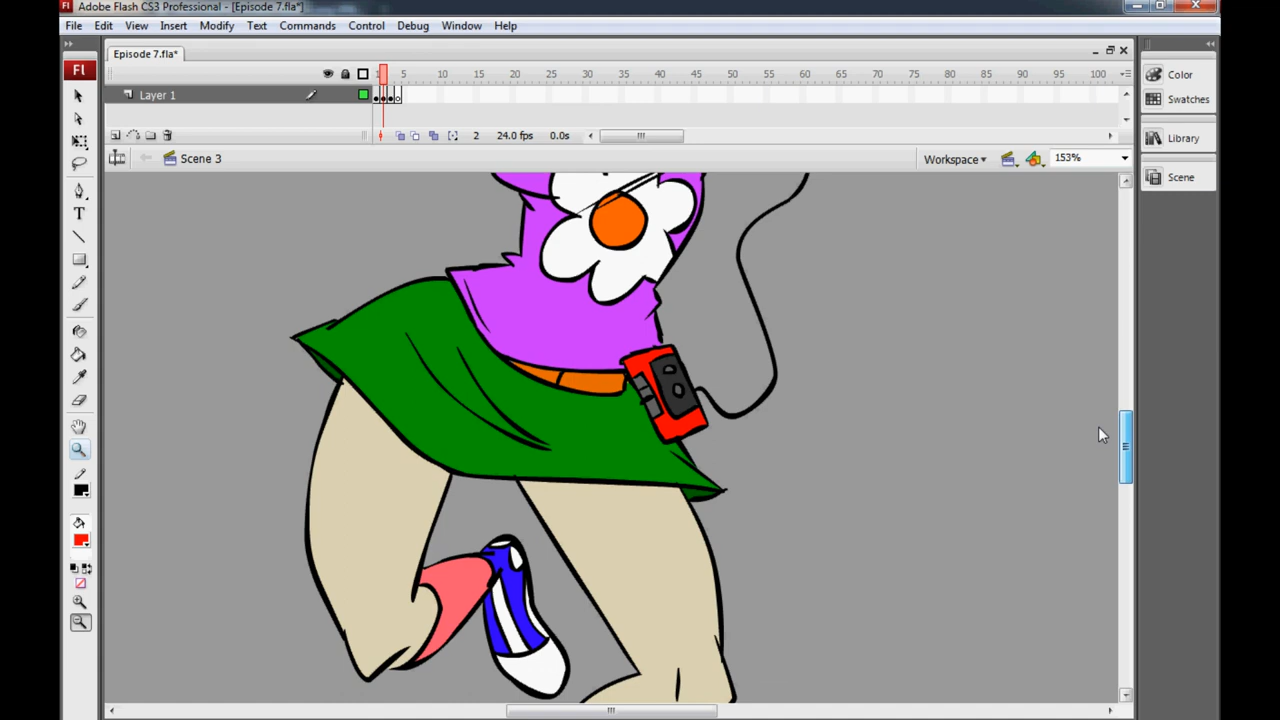 Adobe Flash CS3 Professional - [Episode 7.fla*]
File Edit View Insert Modify Text Commands Control Debug Window Help
Episode 7.fla*
1 5 10 15 20 25 30 35 40 45 50 55 60 65 70 75 80 85 90 95 100
Layer 1
2 24.0 fps 0.0s
Scene 3
Workspace
153%
Fl
T
Color
Swatches
Library
Scene